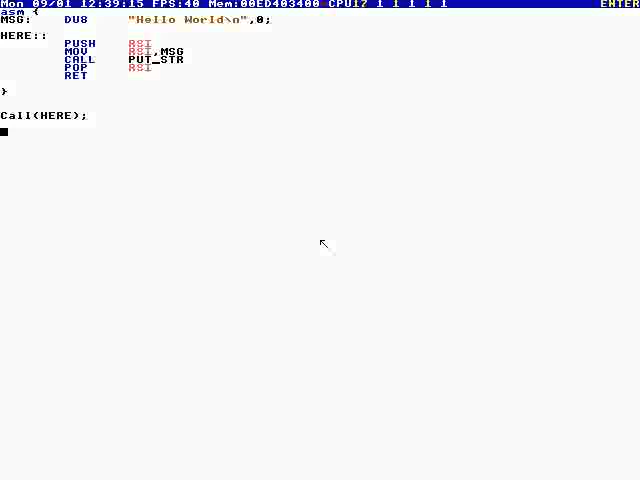 Mon 09/01 12:39:15 FPS:40 Mem:00ED403400 CPU17 1 1 1 1 1 ENTER
asm {
MSG: DU8 "Hello World\n",0;
HERE::
PUSH RSI
MOV RSI,MSG
CALL PUT_STR
POP RSI
RET
}
Call(HERE);